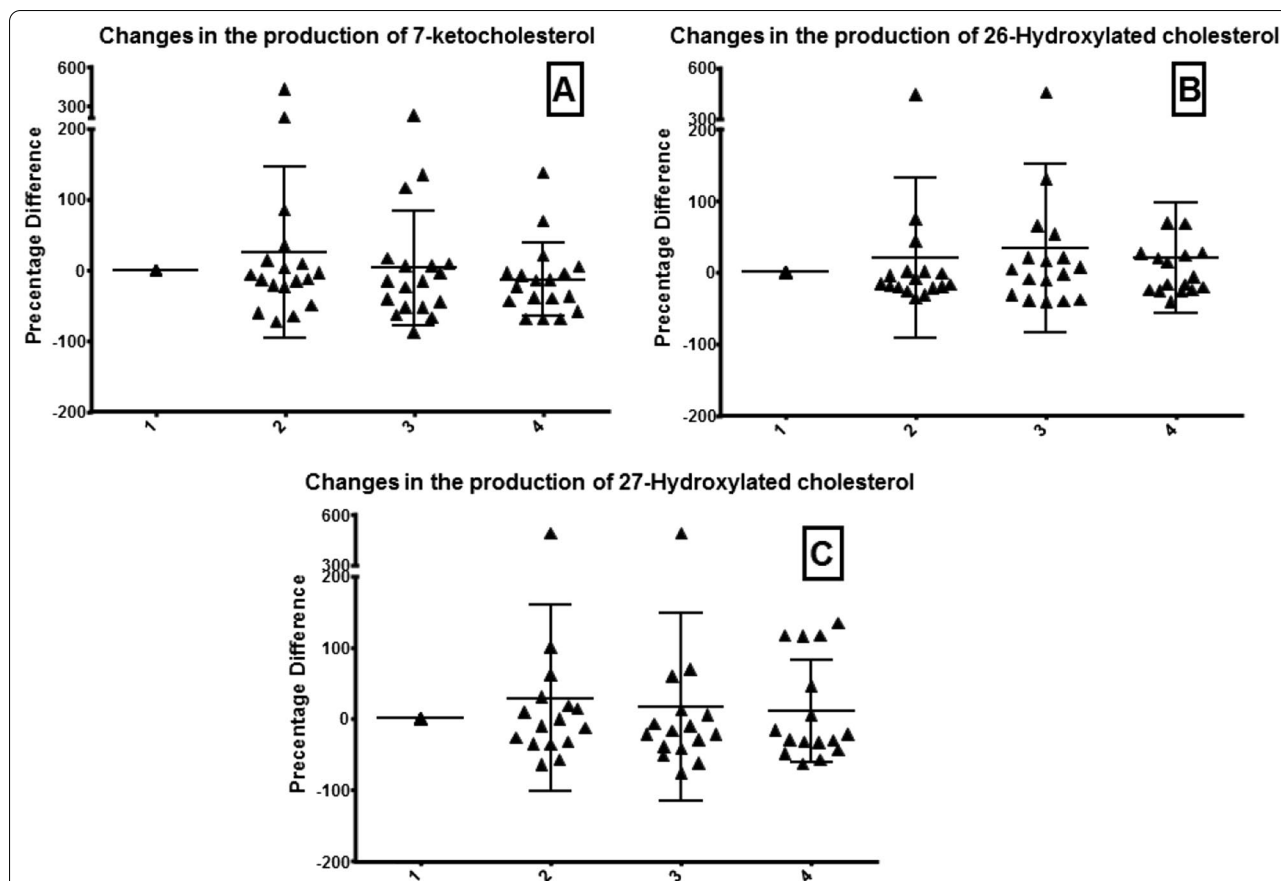 Changes in the production of 7-ketocholesterol
A
Precentage Difference
600
300
200
100
0
-100
-200
1 2 3 4
Changes in the production of 26-Hydroxylated cholesterol
B
Precentage Difference
600
300
200
100
0
-100
-200
1 2 3 4
Changes in the production of 27-Hydroxylated cholesterol
C
Precentage Difference
600
300
200
100
0
-100
-200
1 2 3 4